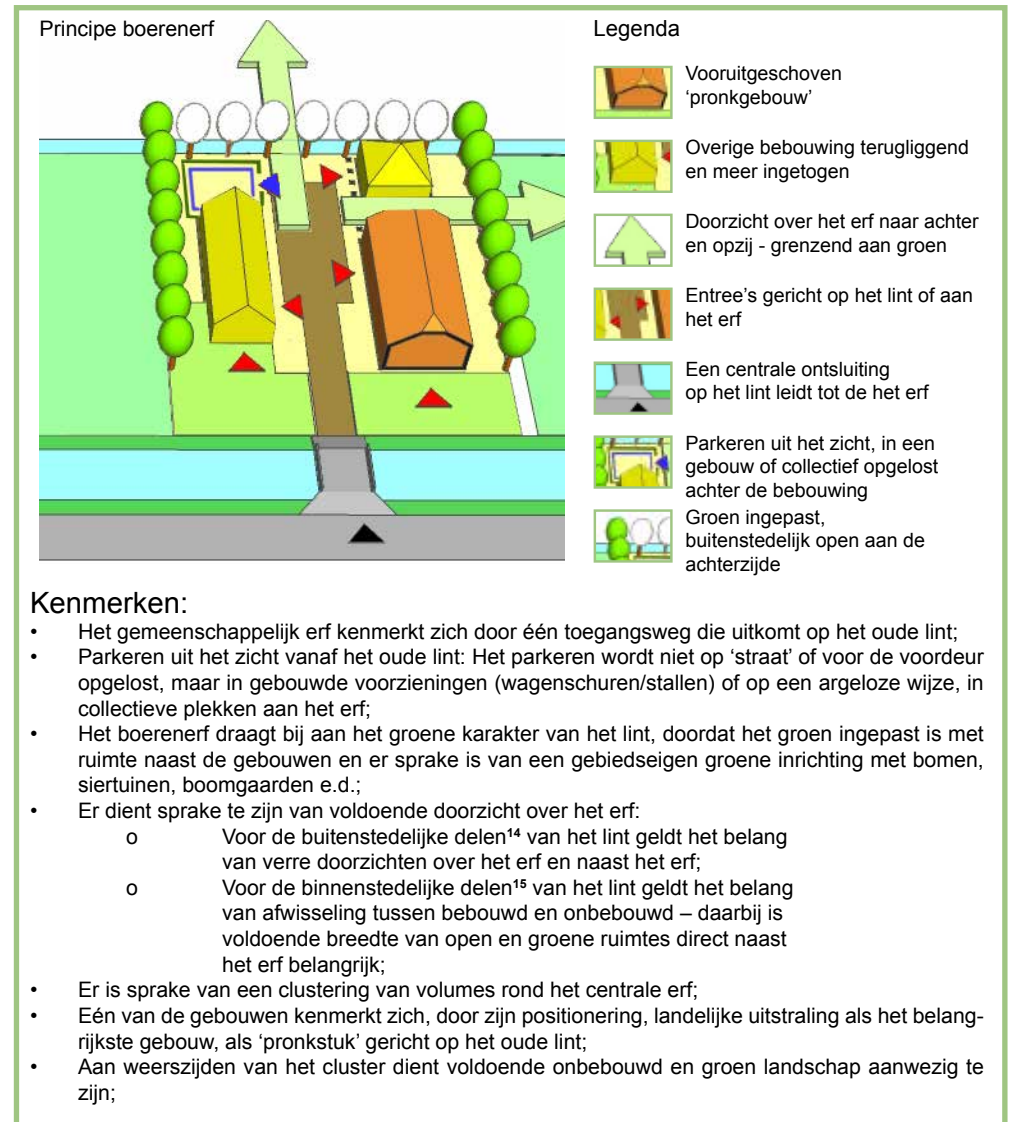 Principe boerenerf
Legenda
Vooruitgeschoven
‘pronkgebouw’
Overige bebouwing terugliggend
en meer ingetogen
Doorzicht over het erf naar achter
en opzij - grenzend aan groen
Entree’s gericht op het lint of aan
het erf
Een centrale ontsluiting
op het lint leidt tot de het erf
Parkeren uit het zicht, in een
gebouw of collectief opgelost
achter de bebouwing
Groen ingepast,
buitenstedelijk open aan de
achterzijde
Kenmerken:
• Het gemeenschappelijk erf kenmerkt zich door één toegangsweg die uitkomt op het oude lint;
• Parkeren uit het zicht vanaf het oude lint: Het parkeren wordt niet op ‘straat’ of voor de voordeur
opgelost, maar in gebouwde voorzieningen (wagenschuren/stallen) of op een argeloze wijze, in
collectieve plekken aan het erf;
• Het boerenerf draagt bij aan het groene karakter van het lint, doordat het groen ingepast is met
ruimte naast de gebouwen en er sprake is van een gebiedseigen groene inrichting met bomen,
siertuinen, boomgaarden e.d.;
• Er dient sprake te zijn van voldoende doorzicht over het erf:
o Voor de buitenstedelijke delen¹⁴ van het lint geldt het belang
van verre doorzichten over het erf en naast het erf;
o Voor de binnenstedelijke delen¹⁵ van het lint geldt het belang
van afwisseling tussen bebouwd en onbebouwd – daarbij is
voldoende breedte van open en groene ruimtes direct naast
het erf belangrijk;
• Er is sprake van een clustering van volumes rond het centrale erf;
• Eén van de gebouwen kenmerkt zich, door zijn positionering, landelijke uitstraling als het belang-
rijkste gebouw, als ‘pronkstuk’ gericht op het oude lint;
• Aan weerszijden van het cluster dient voldoende onbebouwd en groen landschap aanwezig te
zijn;